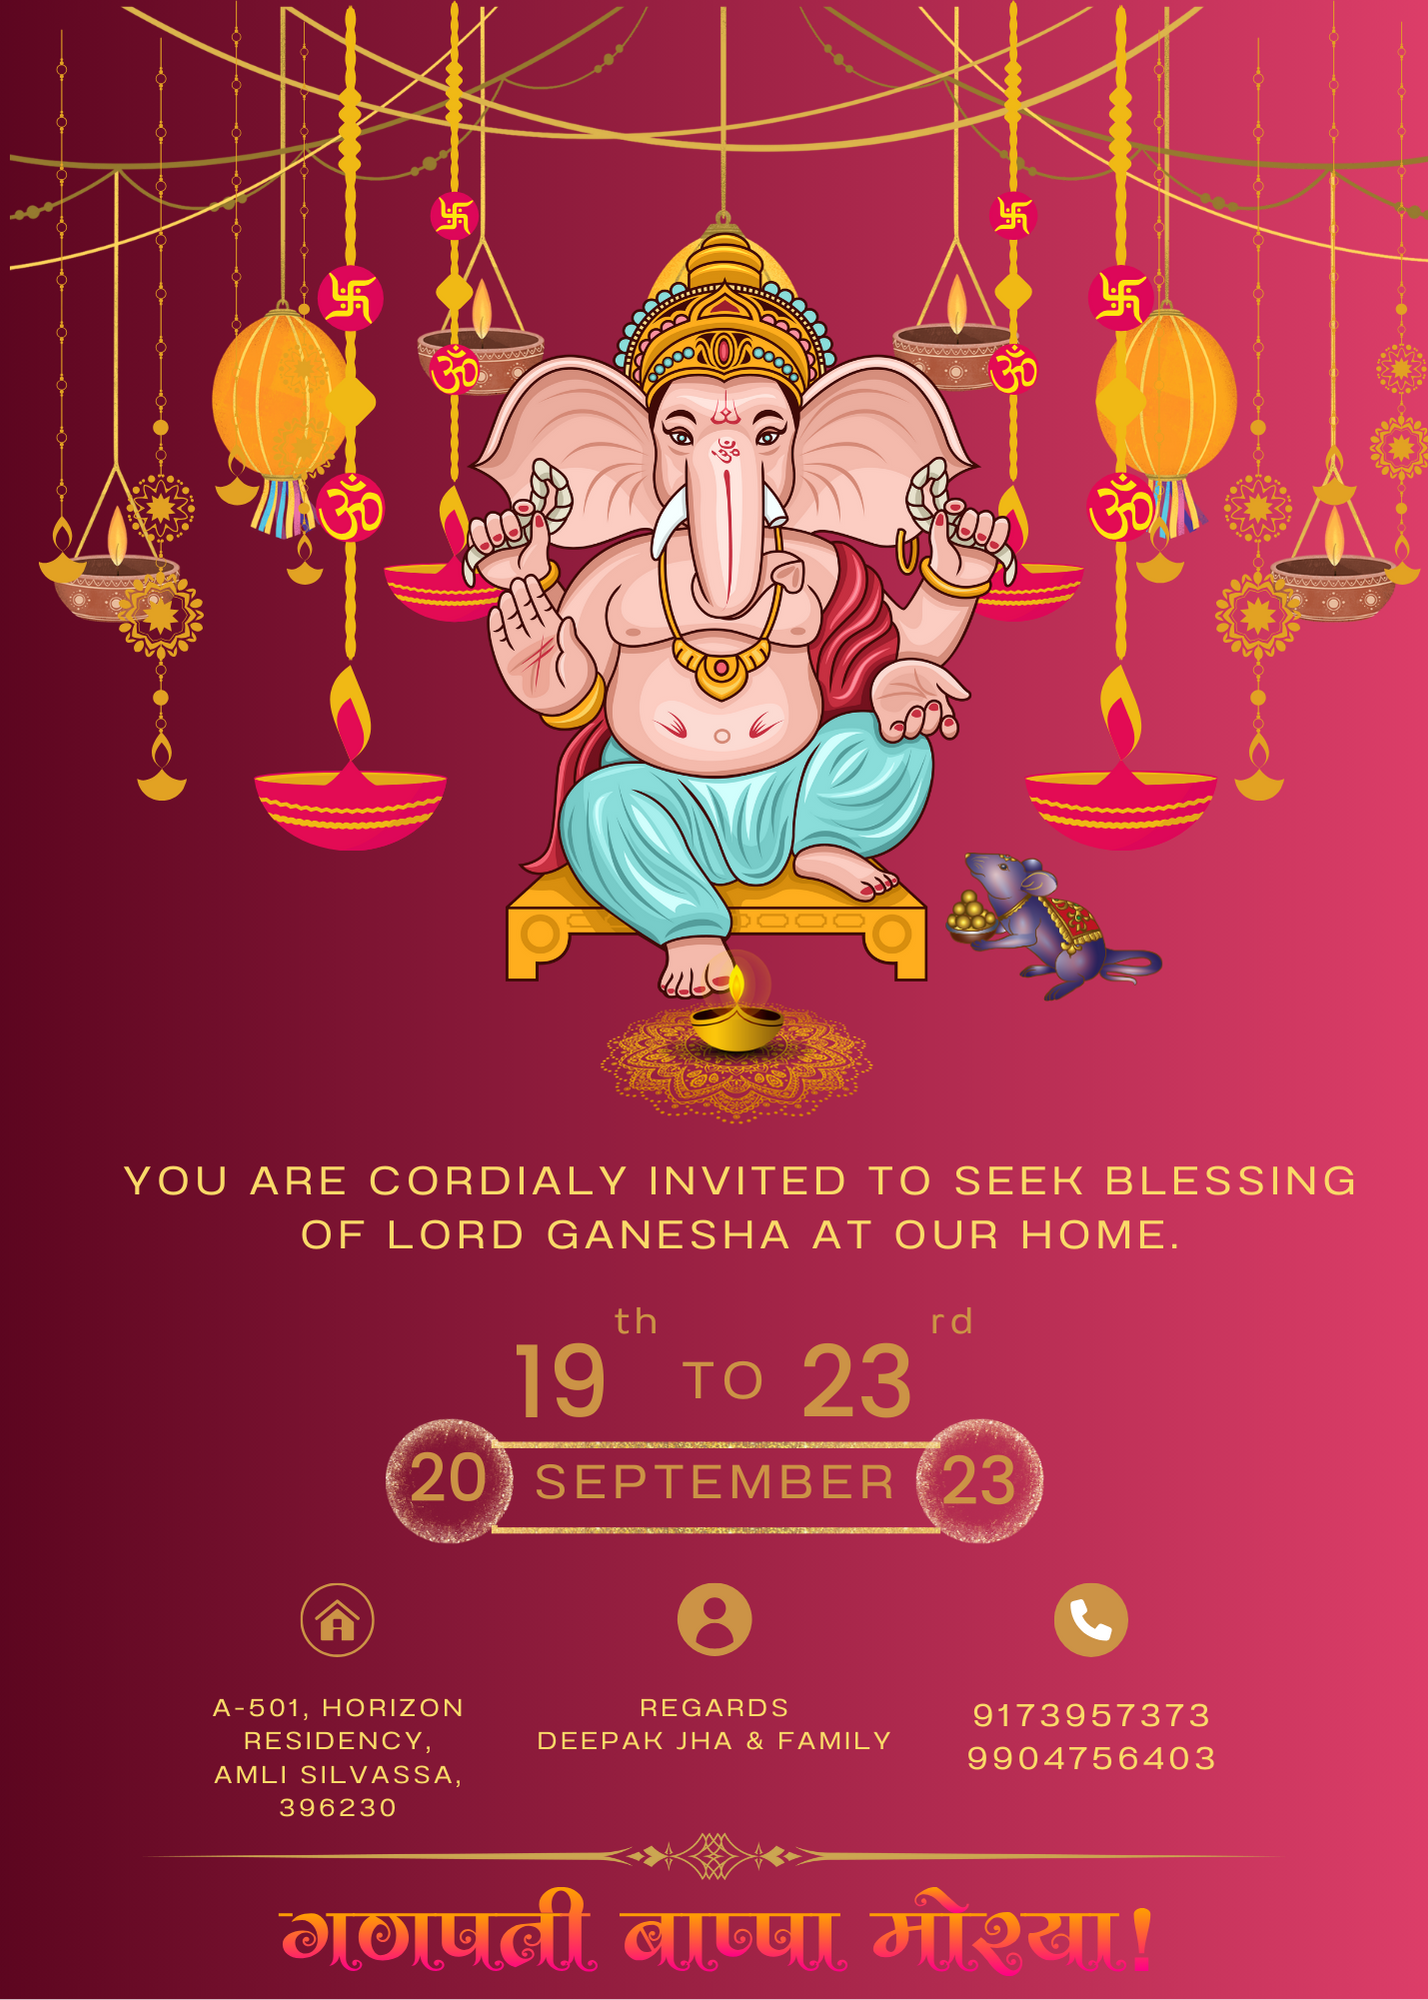 YOU ARE CORDIALY INVITED TO SEEK BLESSING
OF LORD GANESHA AT OUR HOME.
19th TO 23rd
20 SEPTEMBER 23
A-501, HORIZON
RESIDENCY,
AMLI SILVASSA,
396230
REGARDS
DEEPAK JHA & FAMILY
9173957373
9904756403
गणपती बाप्पा मोरया!